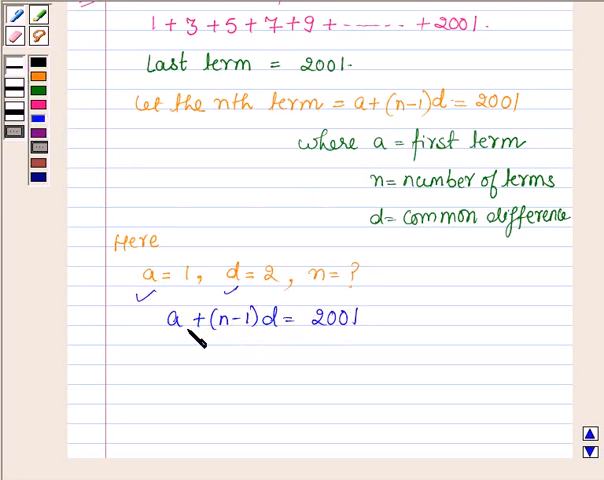 1 + 3 + 5 + 7 + 9 + ------ + 2001.
Last term = 2001.
Let the nth term = a+(n-1)d = 2001
where a = first term
n = number of terms
d = common difference
Here
a = 1, d = 2, n = ?
a + (n-1)d = 2001